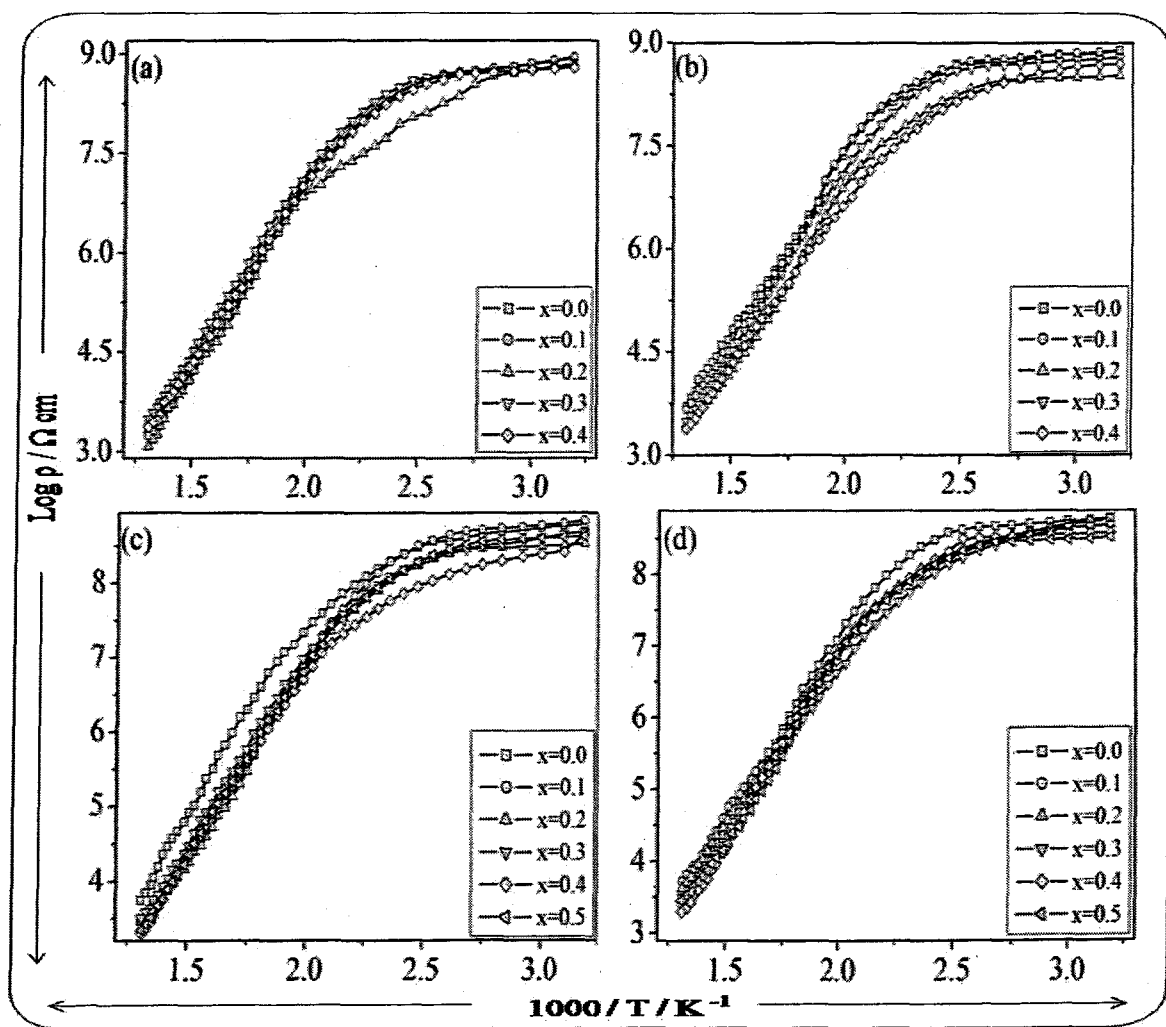 (a)
9.0
7.5
6.0
4.5
3.0
1.5 2.0 2.5 3.0
x=0.0
x=0.1
x=0.2
x=0.3
x=0.4
(b)
9.0
7.5
6.0
4.5
3.0
1.5 2.0 2.5 3.0
x=0.0
x=0.1
x=0.2
x=0.3
x=0.4
Log ρ / Ω cm
(c)
8
7
6
5
4
1.5 2.0 2.5 3.0
x=0.0
x=0.1
x=0.2
x=0.3
x=0.4
x=0.5
(d)
8
7
6
5
4
3
1.5 2.0 2.5 3.0
x=0.0
x=0.1
x=0.2
x=0.3
x=0.4
x=0.5
1000 / T / K⁻¹